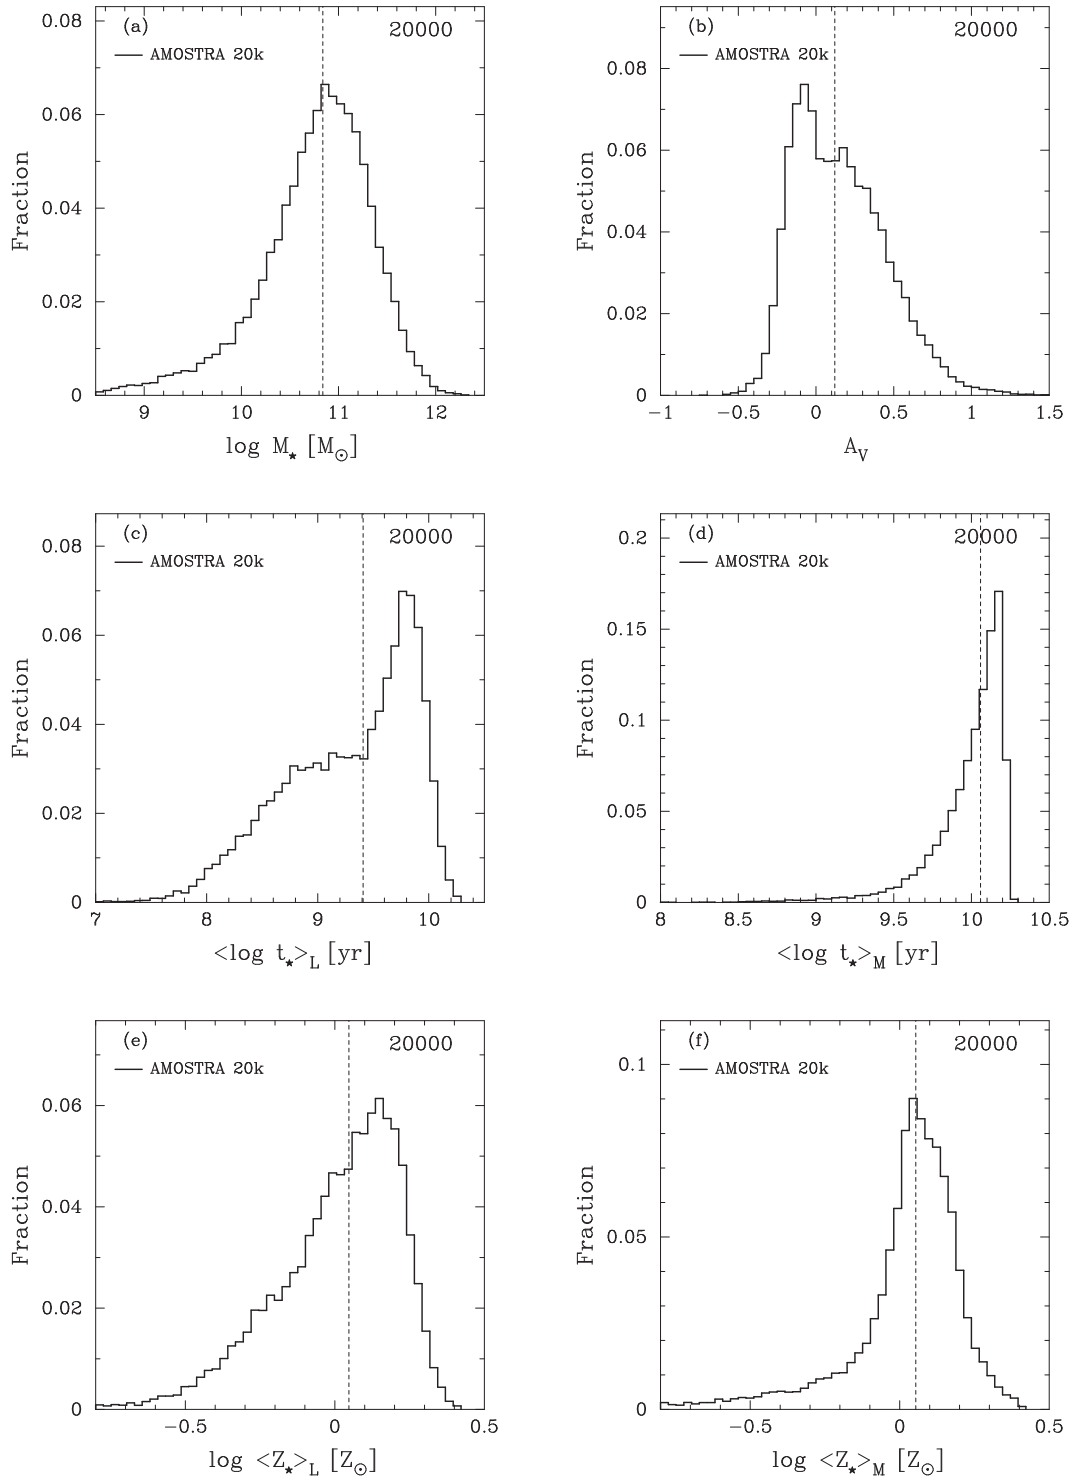 (a) 20000
AMOSTRA 20k
0.08
0.06
0.04
0.02
0
Fraction
9 10 11 12
log M⋆ [M⊙]
(b) 20000
AMOSTRA 20k
0.08
0.06
0.04
0.02
0
Fraction
−1 −0.5 0 0.5 1 1.5
A_V
(c) 20000
AMOSTRA 20k
0.08
0.06
0.04
0.02
0
Fraction
7 8 9 10
<log t⋆>_L [yr]
(d) 20000
AMOSTRA 20k
0.2
0.15
0.1
0.05
0
Fraction
8 8.5 9 9.5 10 10.5
<log t⋆>_M [yr]
(e) 20000
AMOSTRA 20k
0.06
0.04
0.02
0
Fraction
−0.5 0 0.5
log <Z⋆>_L [Z⊙]
(f) 20000
AMOSTRA 20k
0.1
0.05
0
Fraction
−0.5 0 0.5
log <Z⋆>_M [Z⊙]